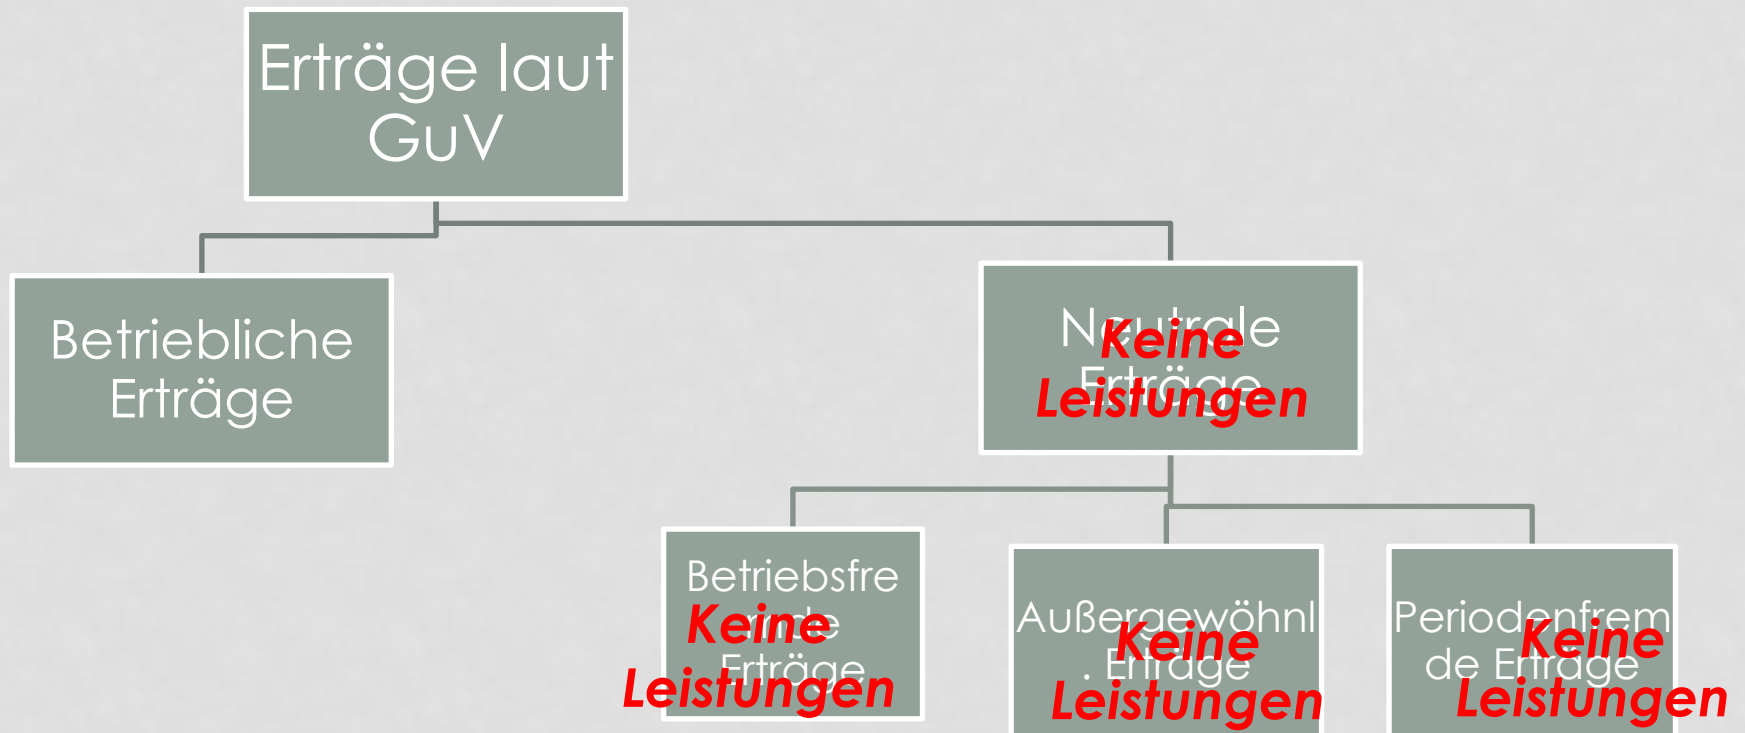 Erträge laut
GuV
Betriebliche
Erträge
Neutrale
Erträge
Keine
Leistungen
Betriebsfre
mde
Erträge
Keine
Leistungen
Außergewöhnl
. Erträge
Keine
Leistungen
Periodenfrem
de Erträge
Keine
Leistungen